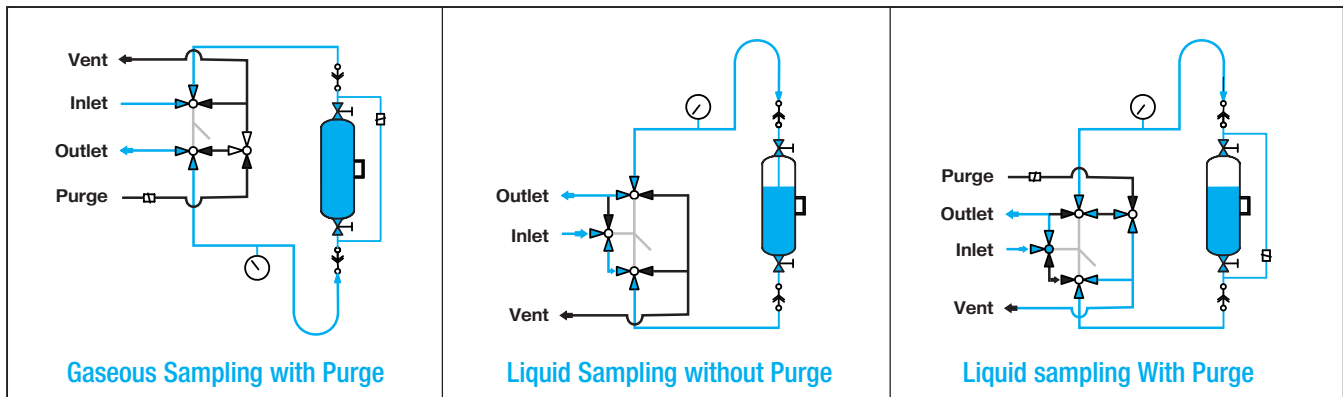 Vent
Inlet
Outlet
Purge
Gaseous Sampling with Purge
Outlet
Inlet
Vent
Liquid Sampling without Purge
Purge
Outlet
Inlet
Vent
Liquid sampling With Purge